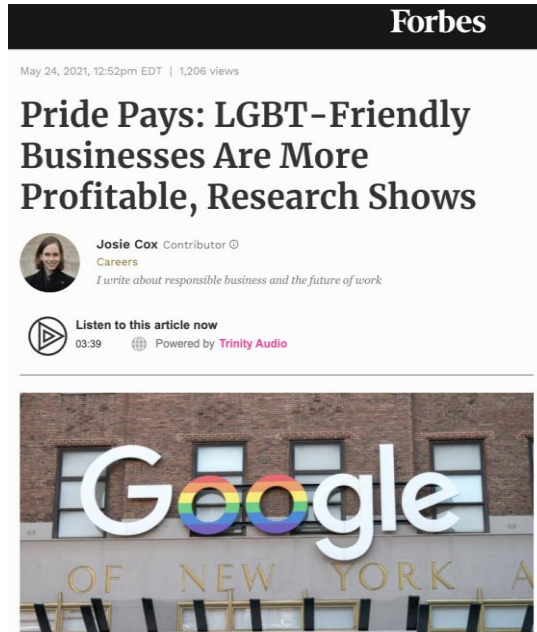 Forbes
May 24, 2021, 12:52pm EDT | 1,206 views
Pride Pays: LGBT-Friendly
Businesses Are More
Profitable, Research Shows
Josie Cox Contributor
Careers
I write about responsible business and the future of work
Listen to this article now
03:39 Powered by Trinity Audio
Google
OF NEW YORK A